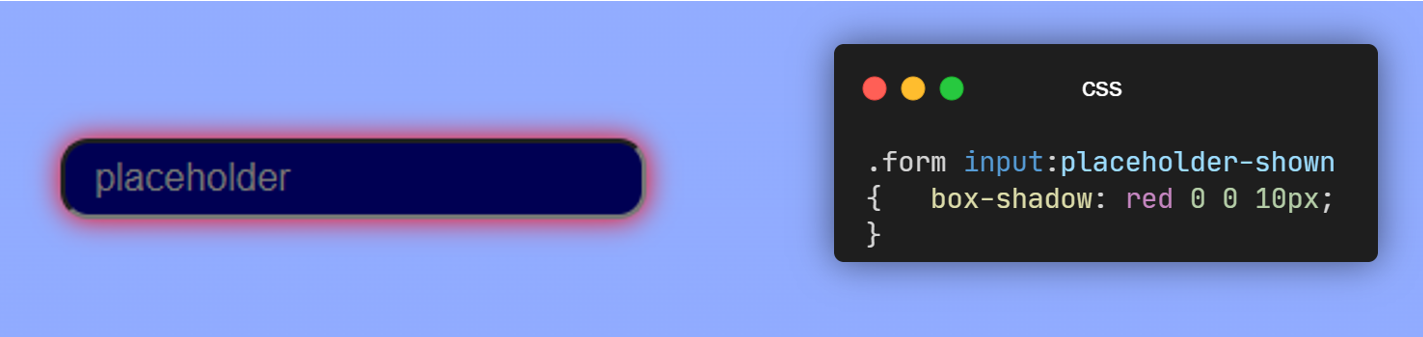 placeholder
CSS
.form input:placeholder-shown
{   box-shadow: red 0 0 10px;
}